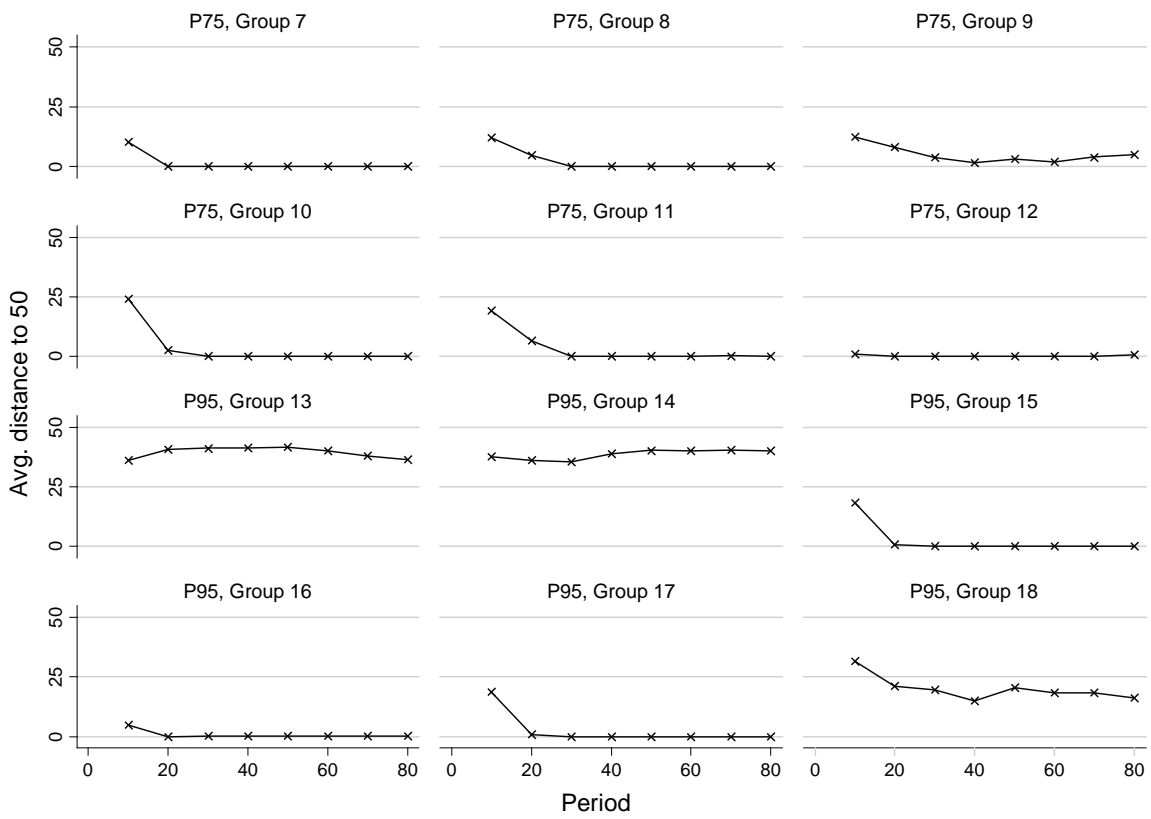 P75, Group 7
P75, Group 8
P75, Group 9
50
25
0
P75, Group 10
P75, Group 11
P75, Group 12
50
25
0
P95, Group 13
P95, Group 14
P95, Group 15
50
25
0
P95, Group 16
P95, Group 17
P95, Group 18
50
25
0
0 20 40 60 80
0 20 40 60 80
0 20 40 60 80
Avg. distance to 50
Period